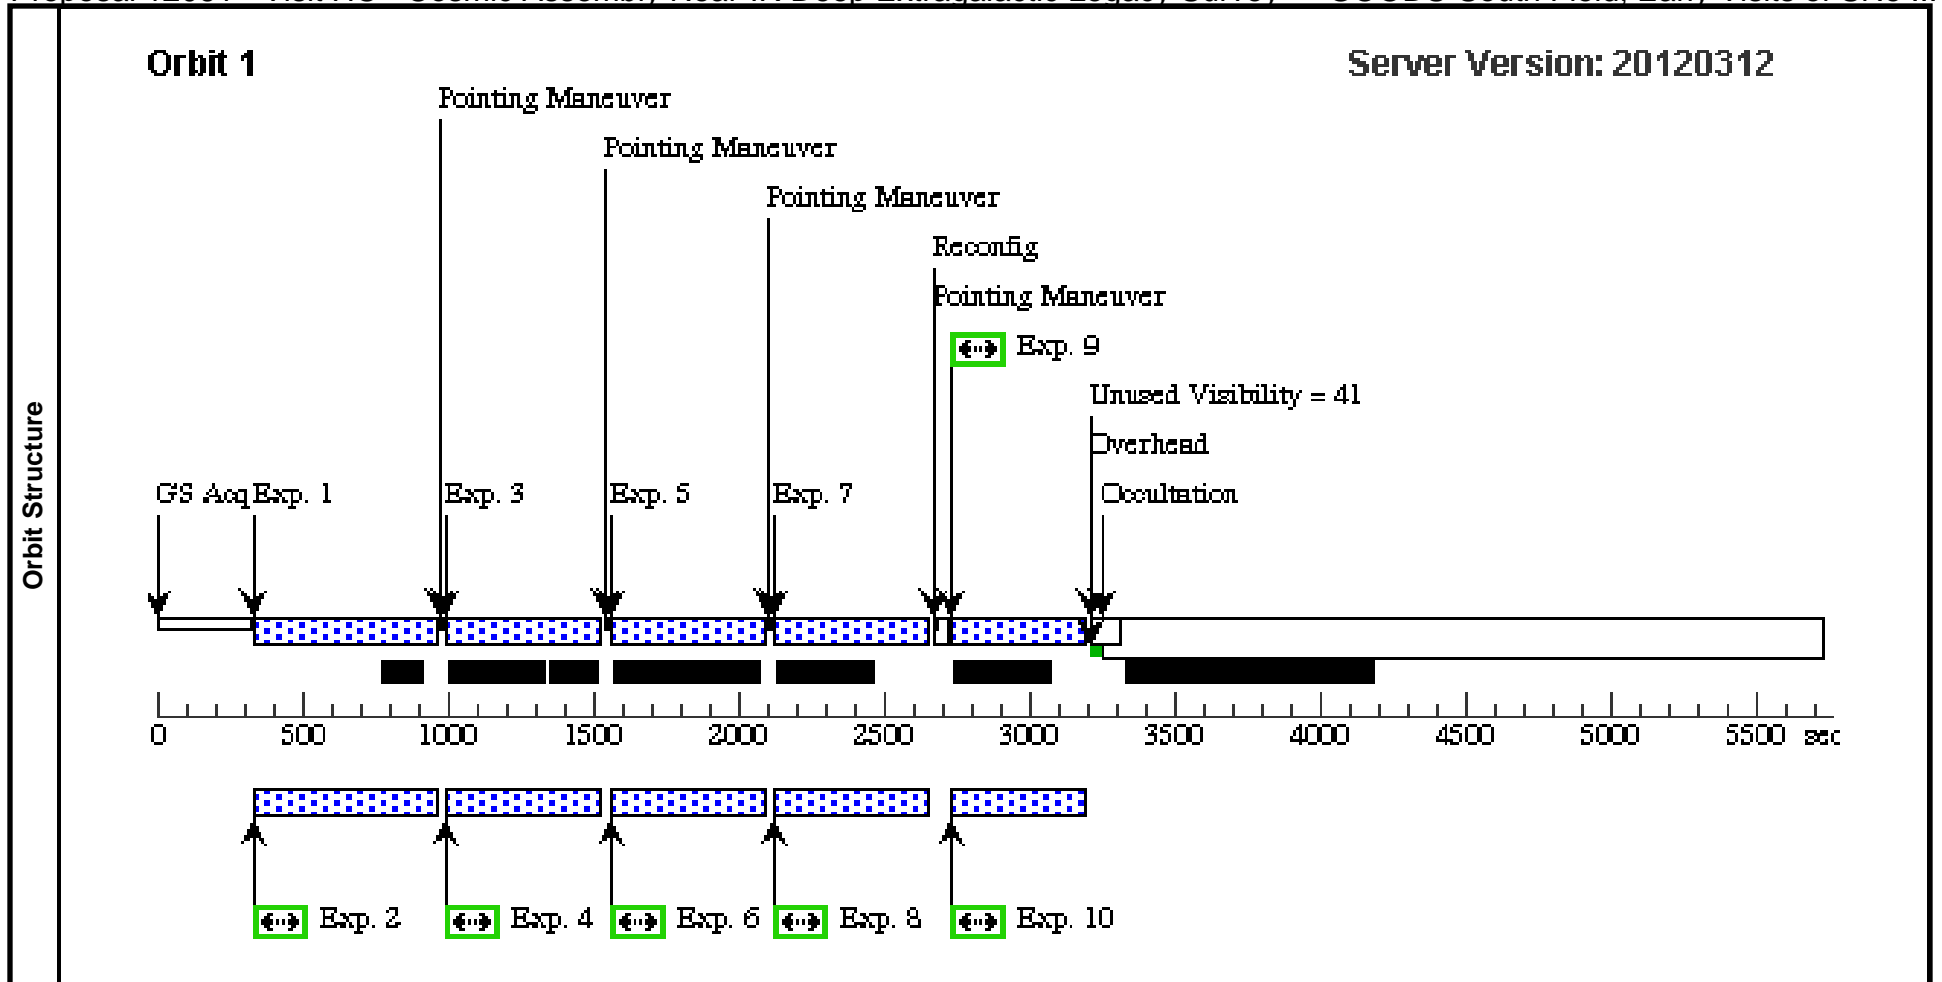 Orbit Structure
Orbit 1
Server Version: 20120312
Pointing Maneuver
Pointing Maneuver
Pointing Maneuver
Reconfig
Pointing Maneuver
Exp. 9
Unused Visibility = 41
Overhead
GS Acq Exp. 1 Exp. 3 Exp. 5 Exp. 7 Occultation
0 500 1000 1500 2000 2500 3000 3500 4000 4500 5000 5500 sec
Exp. 2 Exp. 4 Exp. 6 Exp. 8 Exp. 10